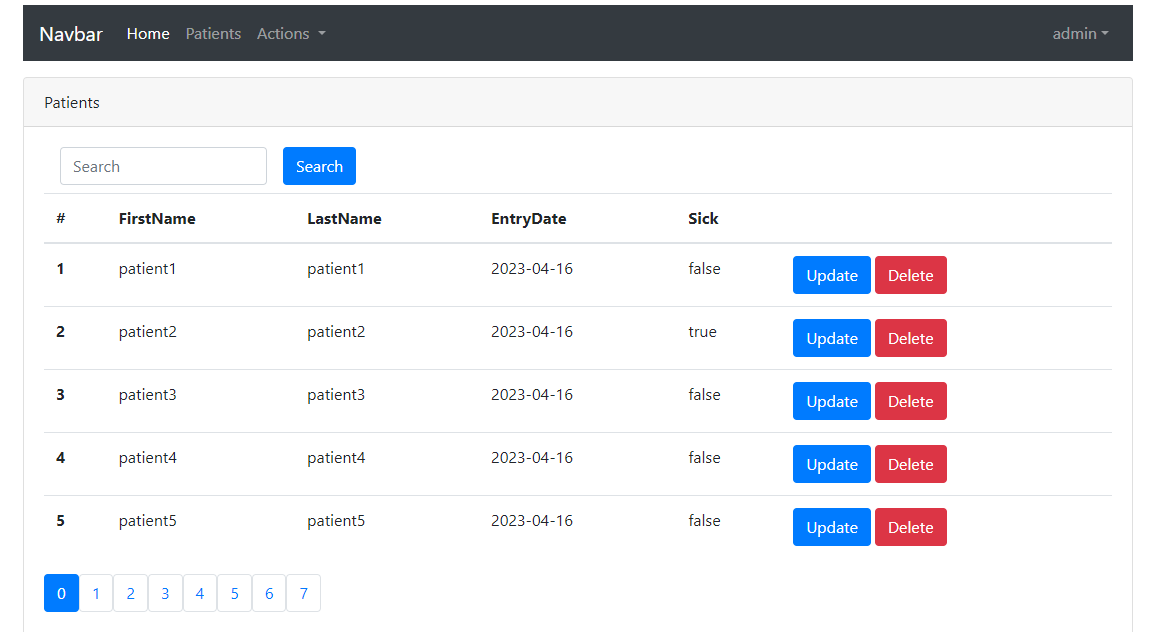 Navbar Home Patients Actions admin
Patients
Search Search
# FirstName LastName EntryDate Sick
1 patient1 patient1 2023-04-16 false Update Delete
2 patient2 patient2 2023-04-16 true Update Delete
3 patient3 patient3 2023-04-16 false Update Delete
4 patient4 patient4 2023-04-16 false Update Delete
5 patient5 patient5 2023-04-16 false Update Delete
0 1 2 3 4 5 6 7